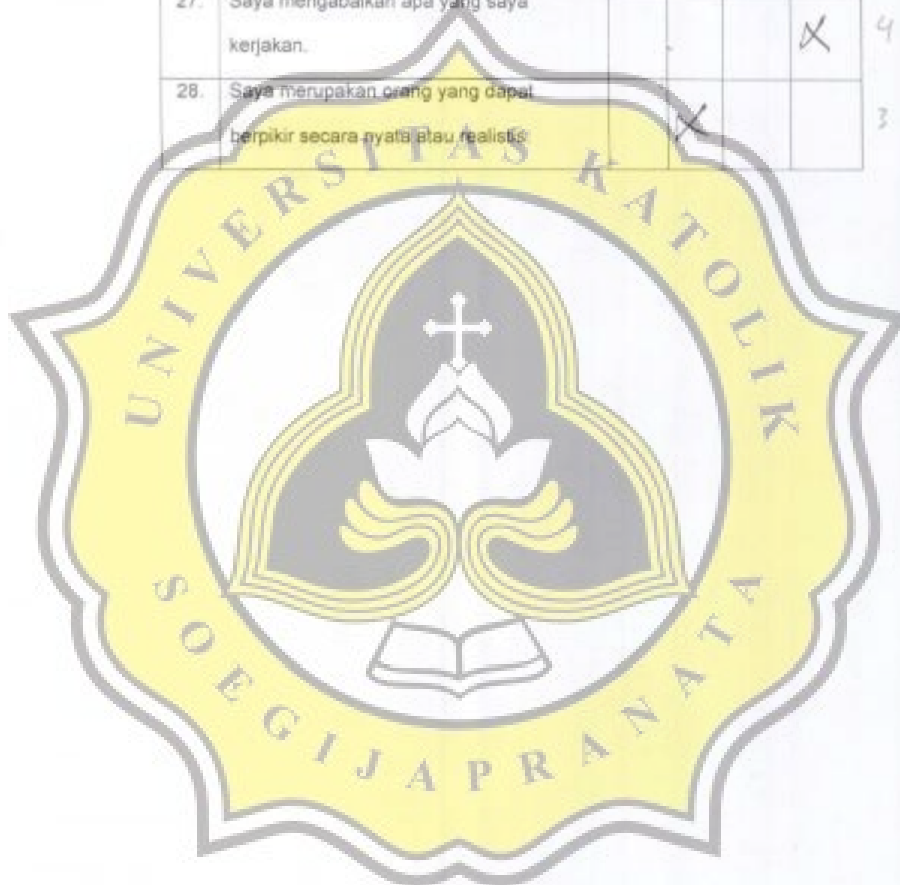 27. Saya mengabaikan apa yang saya
kerjakan. X 4
28. Saya merupakan orang yang dapat
berpikir secara nyata atau realistis. X 3
UNIVERSITAS KATOLIK
SOEGIJAPRANATA